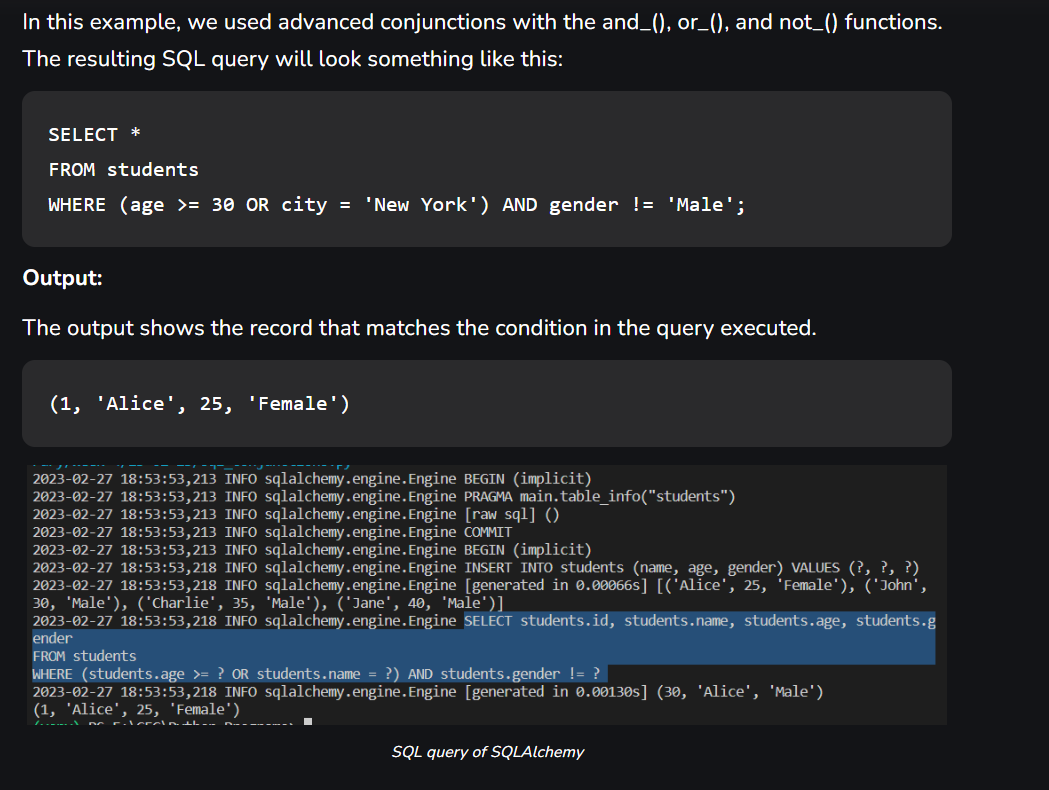 In this example, we used advanced conjunctions with the and_(), or_(), and not_() functions.
The resulting SQL query will look something like this:
SELECT *
FROM students
WHERE (age >= 30 OR city = 'New York') AND gender != 'Male';
Output:
The output shows the record that matches the condition in the query executed.
(1, 'Alice', 25, 'Female')
2023-02-27 18:53:53,213 INFO sqlalchemy.engine.Engine BEGIN (implicit)
2023-02-27 18:53:53,213 INFO sqlalchemy.engine.Engine PRAGMA main.table_info("students")
2023-02-27 18:53:53,213 INFO sqlalchemy.engine.Engine [raw sql] ()
2023-02-27 18:53:53,213 INFO sqlalchemy.engine.Engine COMMIT
2023-02-27 18:53:53,213 INFO sqlalchemy.engine.Engine BEGIN (implicit)
2023-02-27 18:53:53,218 INFO sqlalchemy.engine.Engine INSERT INTO students (name, age, gender) VALUES (?, ?, ?)
2023-02-27 18:53:53,218 INFO sqlalchemy.engine.Engine [generated in 0.00066s] [('Alice', 25, 'Female'), ('John',
30, 'Male'), ('Charlie', 35, 'Male'), ('Jane', 40, 'Male')]
2023-02-27 18:53:53,218 INFO sqlalchemy.engine.Engine SELECT students.id, students.name, students.age, students.g
ender
FROM students
WHERE (students.age >= ? OR students.name = ?) AND students.gender != ?
2023-02-27 18:53:53,218 INFO sqlalchemy.engine.Engine [generated in 0.00130s] (30, 'Alice', 'Male')
(1, 'Alice', 25, 'Female')
SQL query of SQLAlchemy